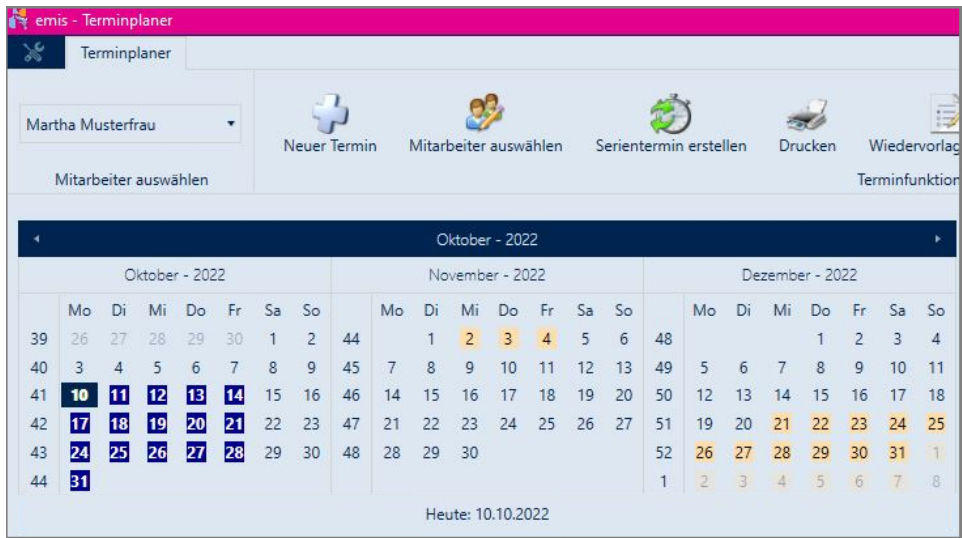 emis - Terminplaner
Terminplaner
Martha Musterfrau
Neuer Termin Mitarbeiter auswählen Serientermin erstellen Drucken Wiedervorlag
Mitarbeiter auswählen Terminfunktion
Oktober - 2022
Oktober - 2022 November - 2022 Dezember - 2022
Mo Di Mi Do Fr Sa So Mo Di Mi Do Fr Sa So Mo Di Mi Do Fr Sa So
39 26 27 28 29 30 1 2 44 1 2 3 4 5 6 48 1 2 3 4
40 3 4 5 6 7 8 9 45 7 8 9 10 11 12 13 49 5 6 7 8 9 10 11
41 10 11 12 13 14 15 16 46 14 15 16 17 18 19 20 50 12 13 14 15 16 17 18
42 17 18 19 20 21 22 23 47 21 22 23 24 25 26 27 51 19 20 21 22 23 24 25
43 24 25 26 27 28 29 30 48 28 29 30 52 26 27 28 29 30 31 1
44 31 1 2 3 4 5 6 7 8
Heute: 10.10.2022